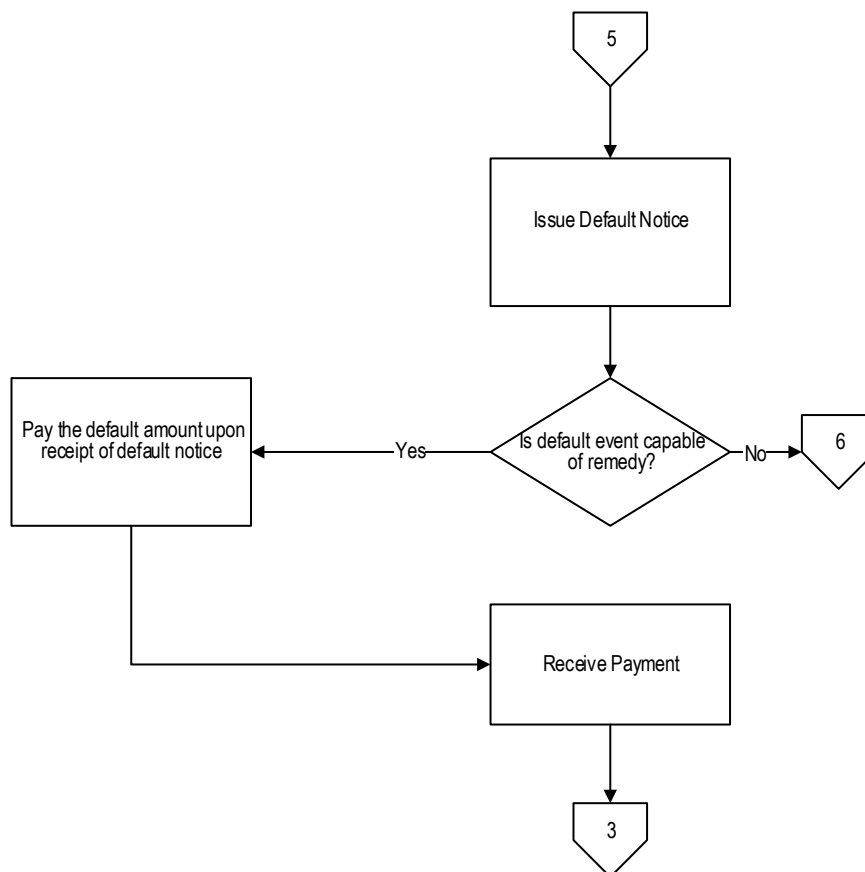 5
Issue Default Notice
Is default event capable
of remedy?
Yes
No
6
Pay the default amount upon
receipt of default notice
Receive Payment
3